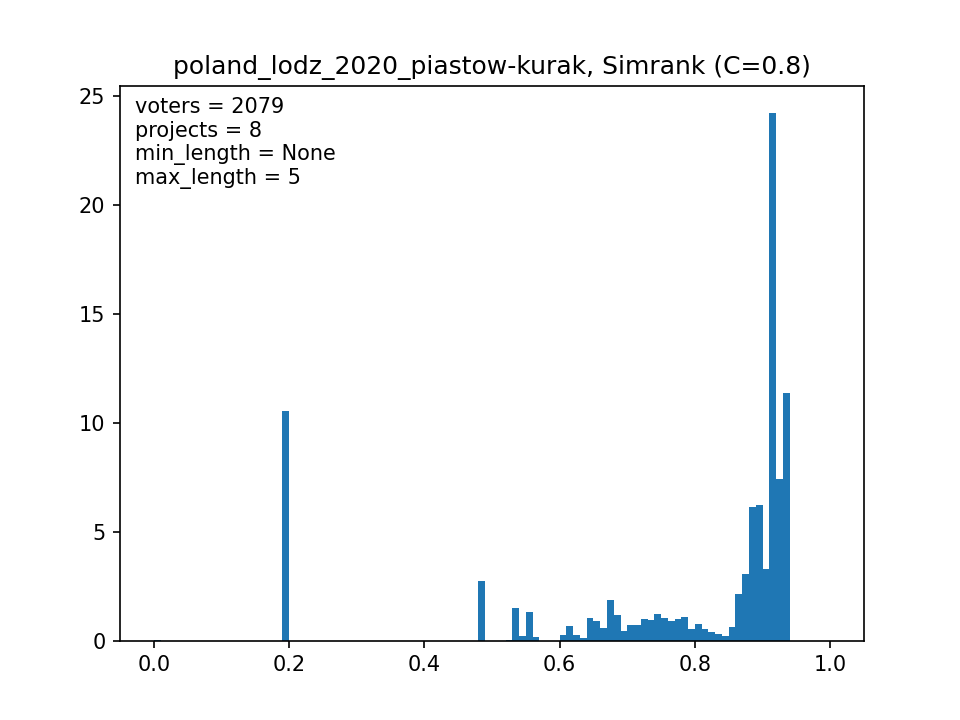 poland_lodz_2020_piastow-kurak, Simrank (C=0.8)
voters = 2079
projects = 8
min_length = None
max_length = 5
25
20
15
10
5
0
0.0 0.2 0.4 0.6 0.8 1.0